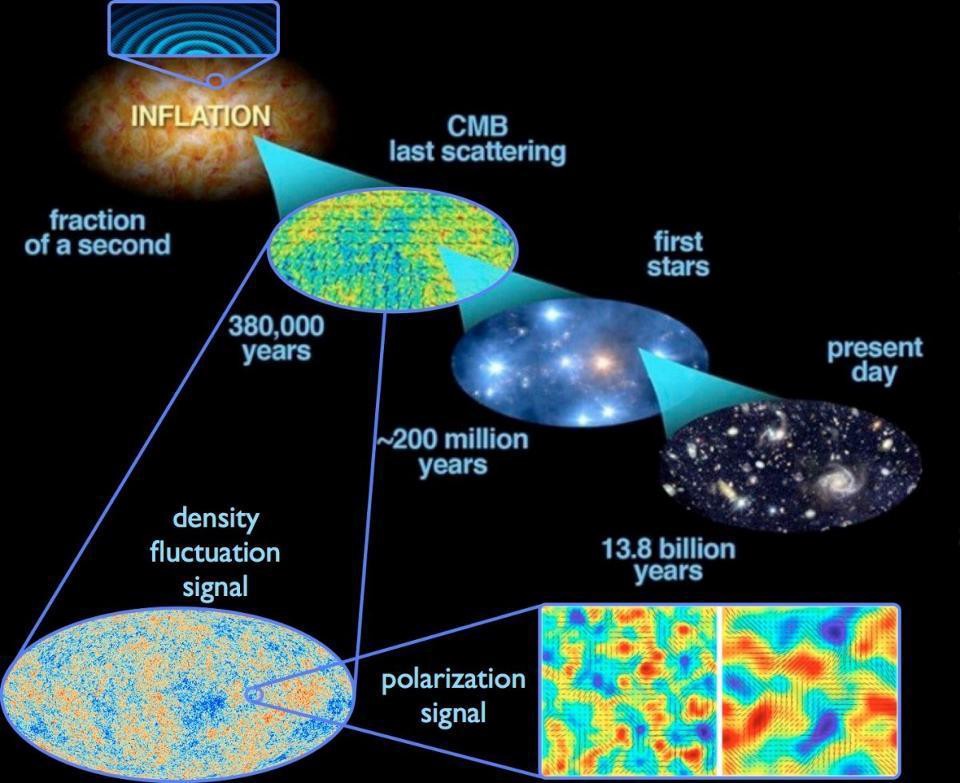 INFLATION
CMB
last scattering
fraction
of a second
first
stars
380,000
years
present
day
~200 million
years
density
fluctuation
signal
13.8 billion
years
polarization
signal